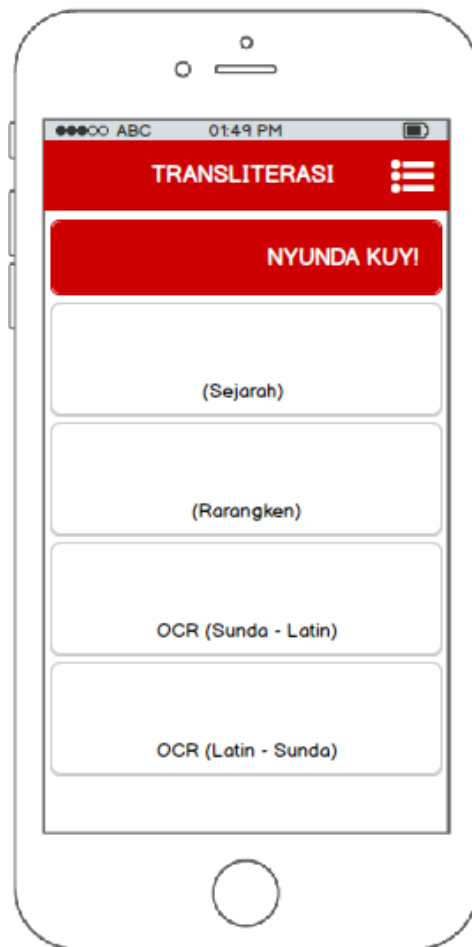 ABC 01:49 PM
TRANSLITERASI
NYUNDA KUY!
(Sejarah)
(Rarangken)
OCR (Sunda - Latin)
OCR (Latin - Sunda)